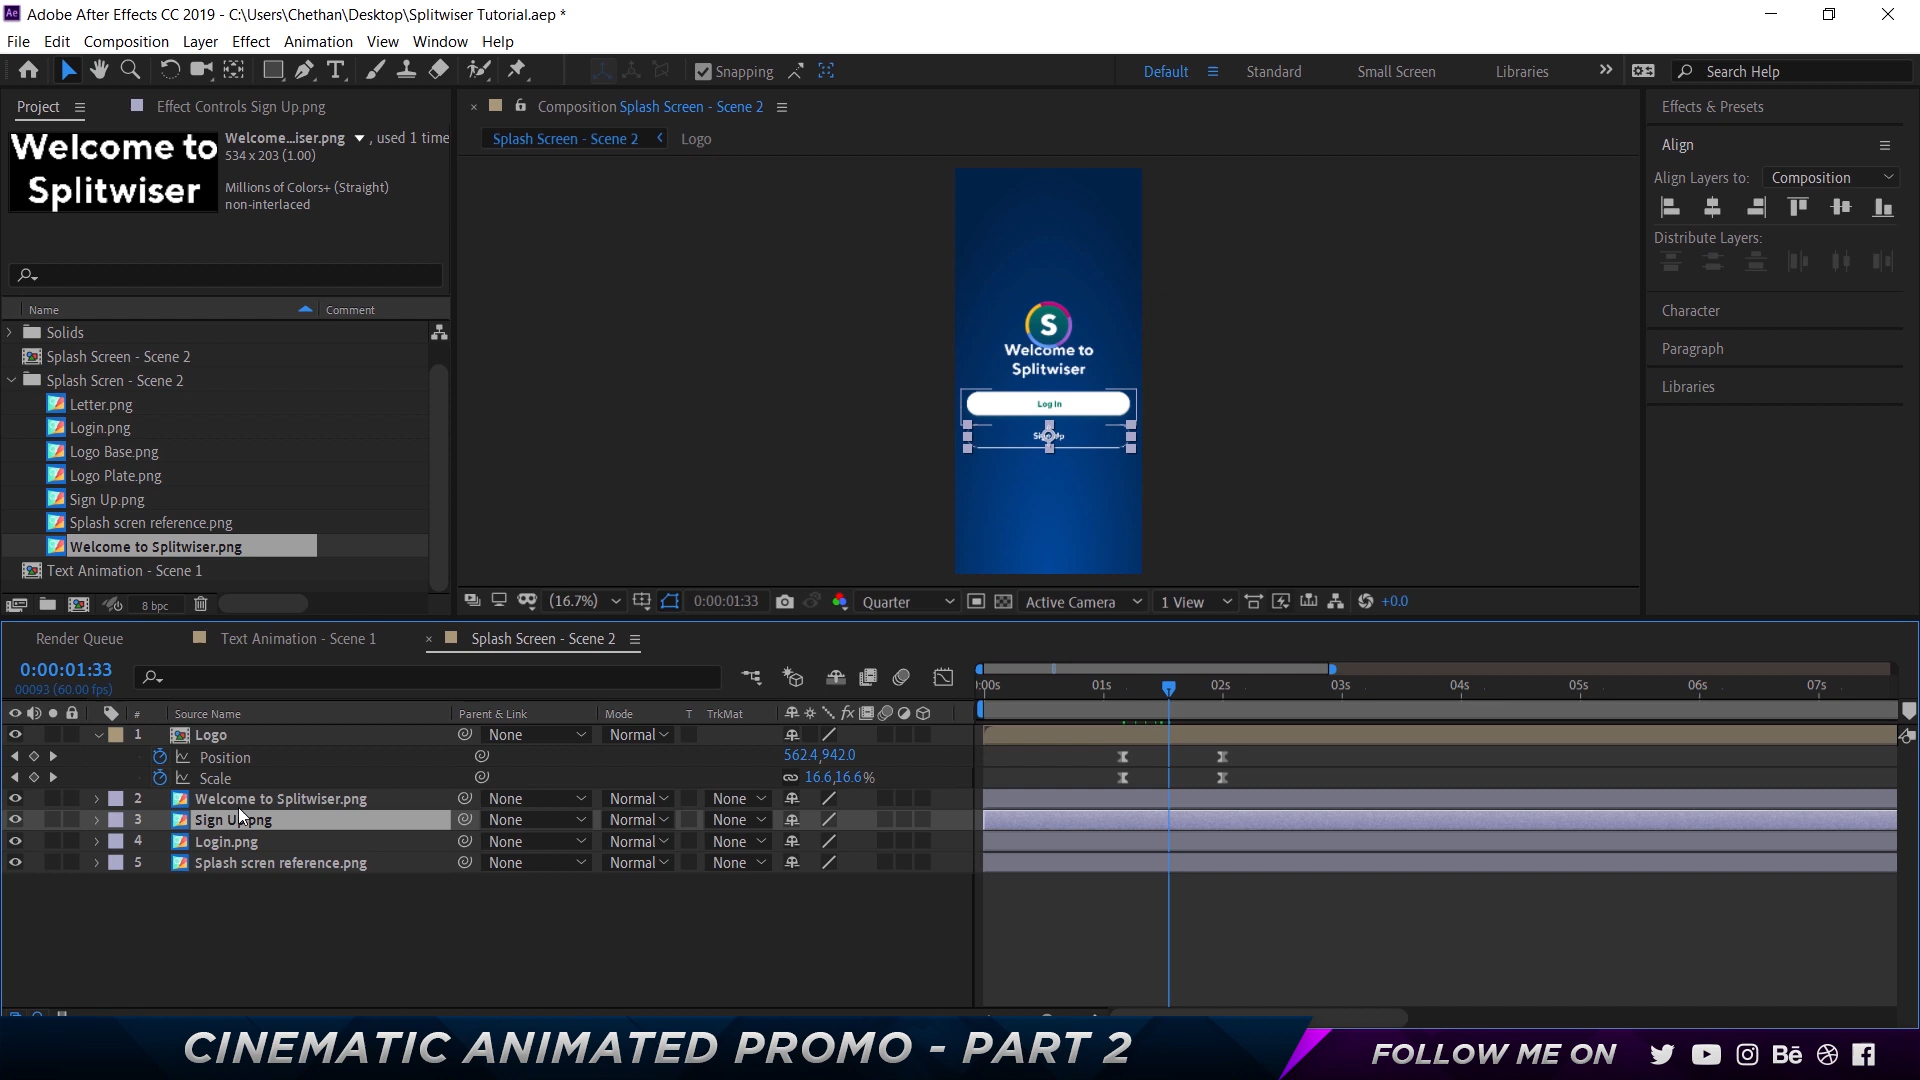 Adobe After Effects CC 2019 - C:\Users\Chethan\Desktop\Splitwiser Tutorial.aep *
File Edit Composition Layer Effect Animation View Window Help
Snapping
Default Standard Small Screen Libraries Search Help
Project Effect Controls Sign Up.png
Composition Splash Screen - Scene 2
Effects & Presets
Welcome to
Splitwiser
Welcome...iser.png , used 1 time
534 x 203 (1.00)
Millions of Colors+ (Straight)
non-interlaced
Splash Screen - Scene 2 Logo
Align
Align Layers to: Composition
Distribute Layers:
Character
Paragraph
Libraries
Name Comment
Solids
Splash Screen - Scene 2
Splash Scren - Scene 2
Letter.png
Login.png
Logo Base.png
Logo Plate.png
Sign Up.png
Splash scren reference.png
Welcome to Splitwiser.png
Text Animation - Scene 1
8 bpc
S
Welcome to
Splitwiser
Log In
(16.7%) 0:00:01:33 Quarter Active Camera 1 View +0.0
Render Queue Text Animation - Scene 1 Splash Screen - Scene 2
0:00:01:33
00093 (60.00 fps)
:00s 01s 02s 03s 04s 05s 06s 07s
# Source Name Parent & Link Mode T TrkMat
1 Logo None Normal
Position 562.4,942.0
Scale 16.6,16.6%
2 Welcome to Splitwiser.png None Normal None
3 Sign Up.png None Normal None
4 Login.png None Normal None
5 Splash scren reference.png None Normal None
CINEMATIC ANIMATED PROMO - PART 2
FOLLOW ME ON